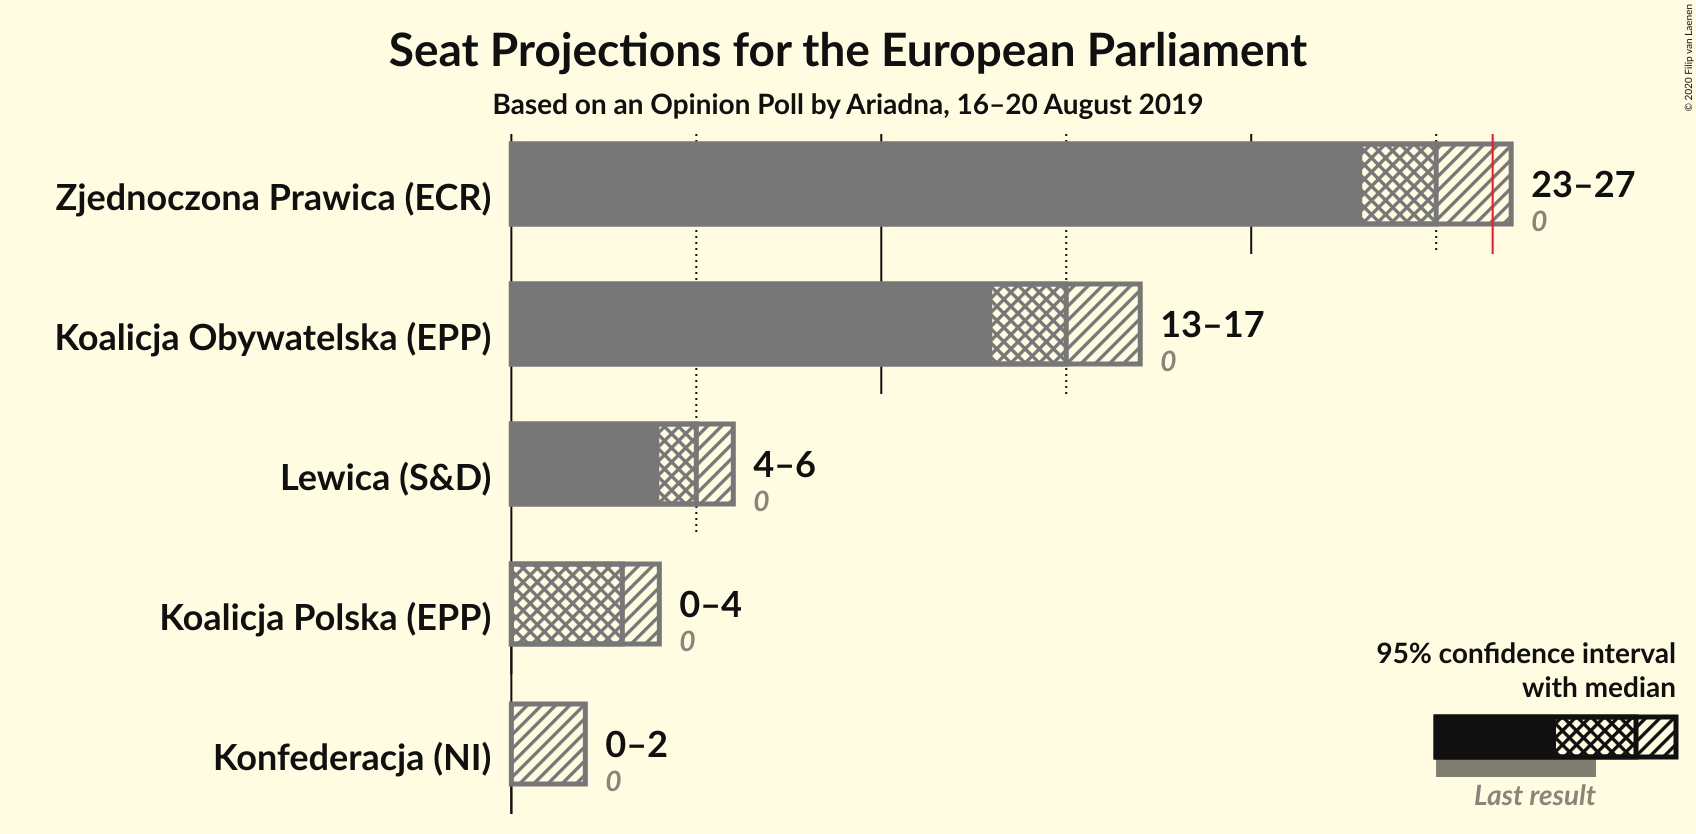 Seat Projections for the European Parliament
Based on an Opinion Poll by Ariadna, 16–20 August 2019
© 2020 Filip van Laenen
Zjednoczona Prawica (ECR)
23–27
0
Koalicja Obywatelska (EPP)
13–17
0
Lewica (S&D)
4–6
0
Koalicja Polska (EPP)
0–4
0
Konfederacja (NI)
0–2
0
95% confidence interval
with median
Last result